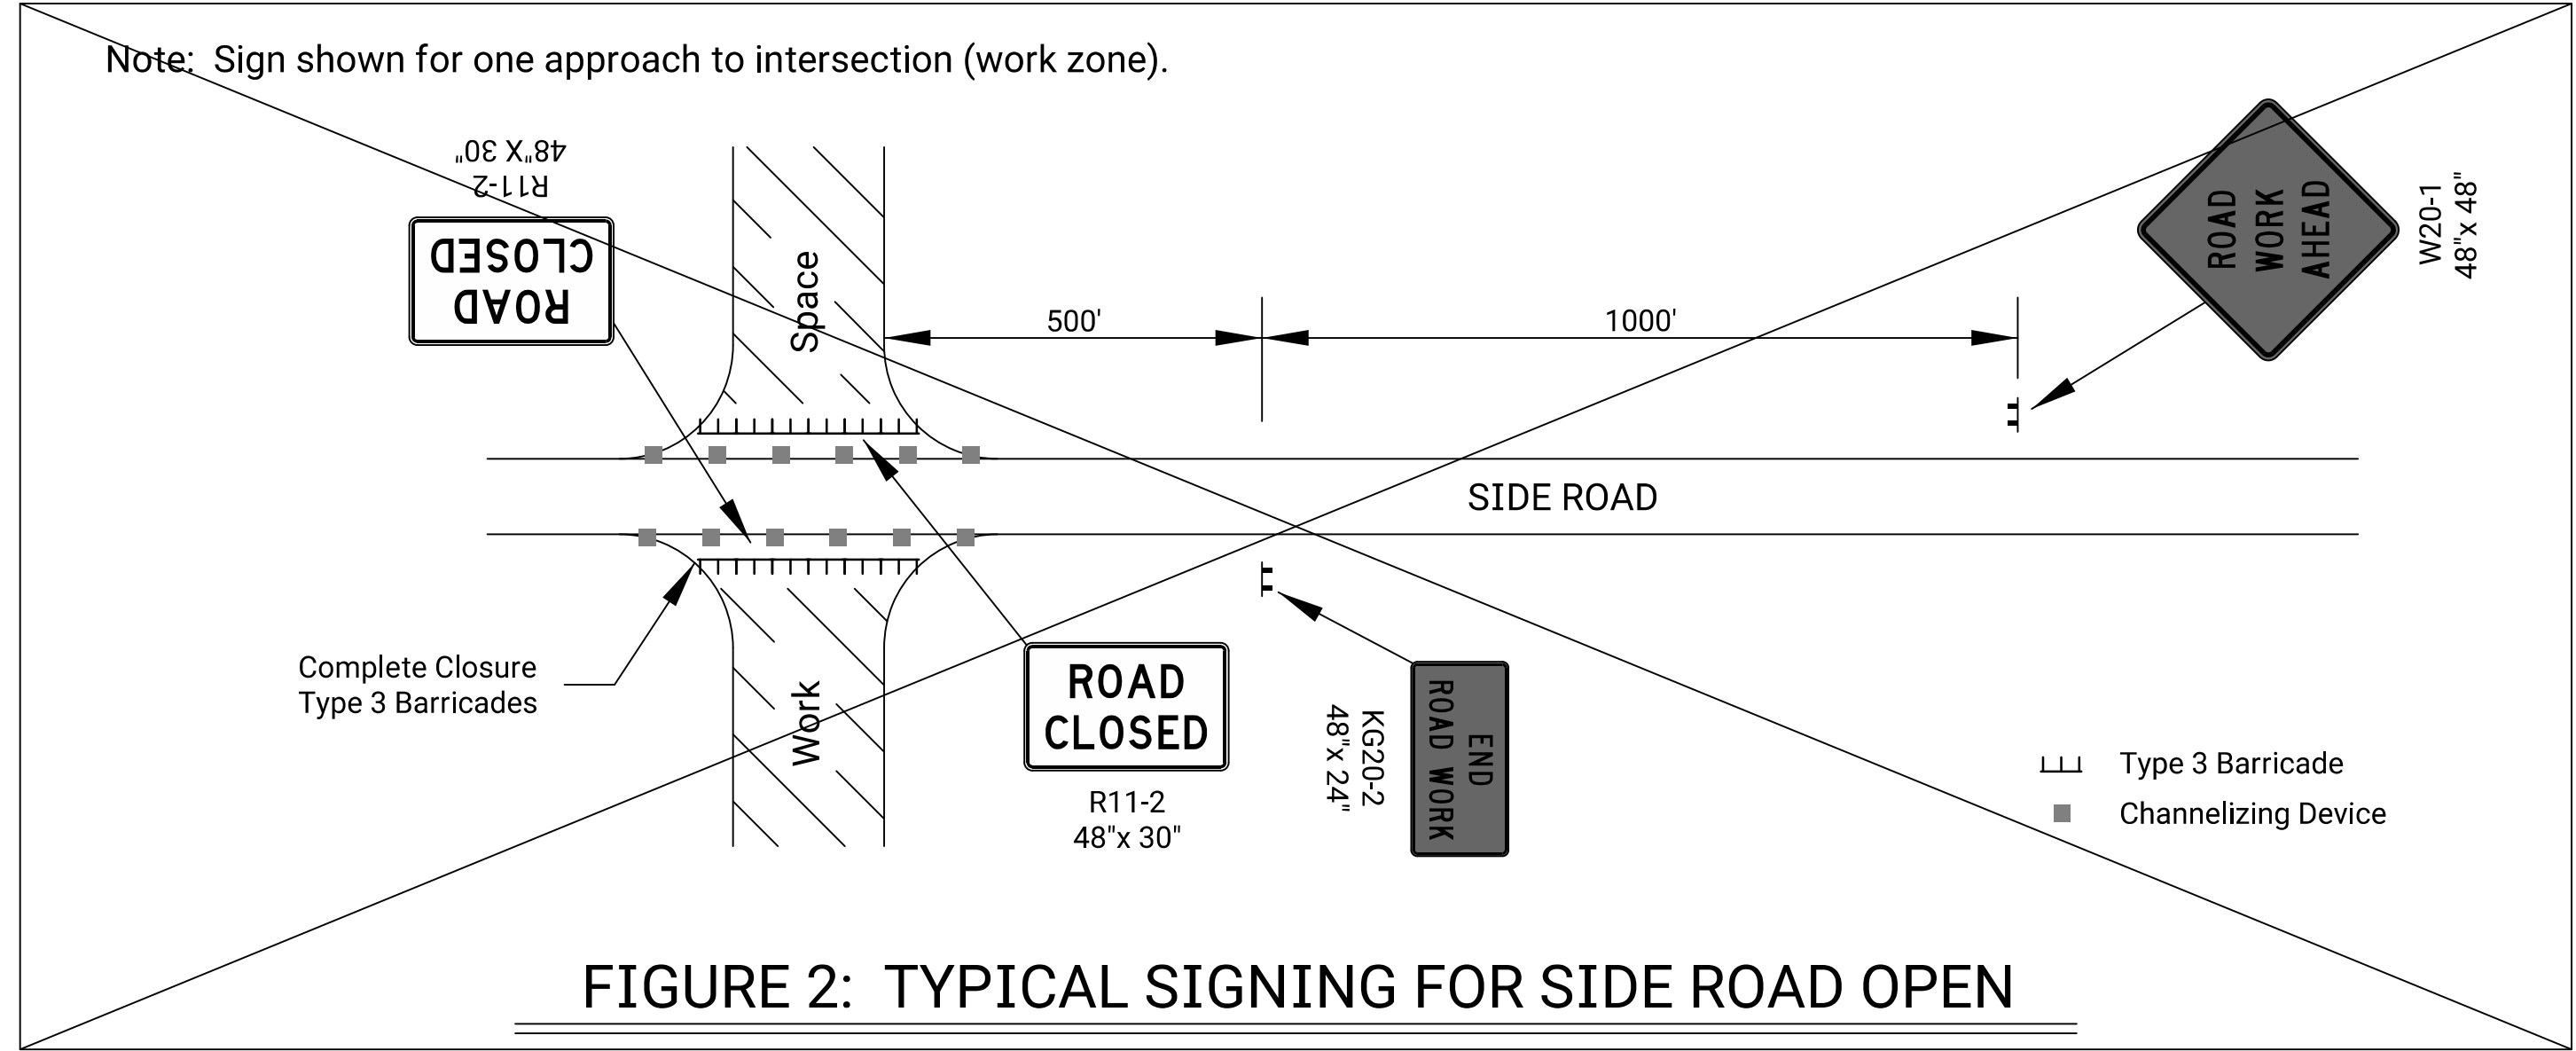 Note: Sign shown for one approach to intersection (work zone).
48"X 30"
R11-2
ROAD
CLOSED
Space
500'
1000'
ROAD
WORK
AHEAD
W20-1
48"x 48"
SIDE ROAD
Complete Closure
Type 3 Barricades
Work
ROAD
CLOSED
R11-2
48"x 30"
KG20-2
48"x 24"
END
ROAD WORK
Type 3 Barricade
Channelizing Device
FIGURE 2: TYPICAL SIGNING FOR SIDE ROAD OPEN